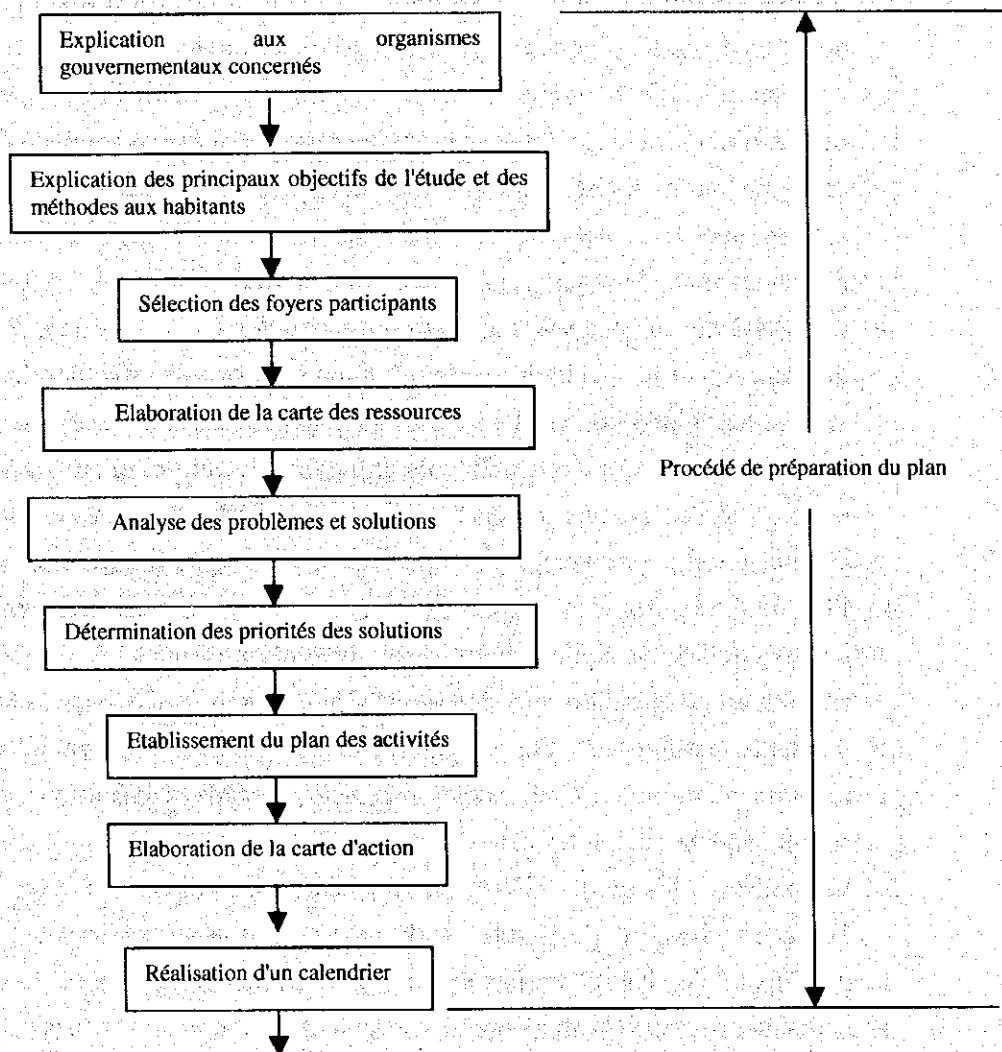 Explication aux organismes
gouvernementaux concernés
Explication des principaux objectifs de l'étude et des
méthodes aux habitants
Sélection des foyers participants
Elaboration de la carte des ressources
Procédé de préparation du plan
Analyse des problèmes et solutions
Détermination des priorités des solutions
Etablissement du plan des activités
Elaboration de la carte d'action
Réalisation d'un calendrier